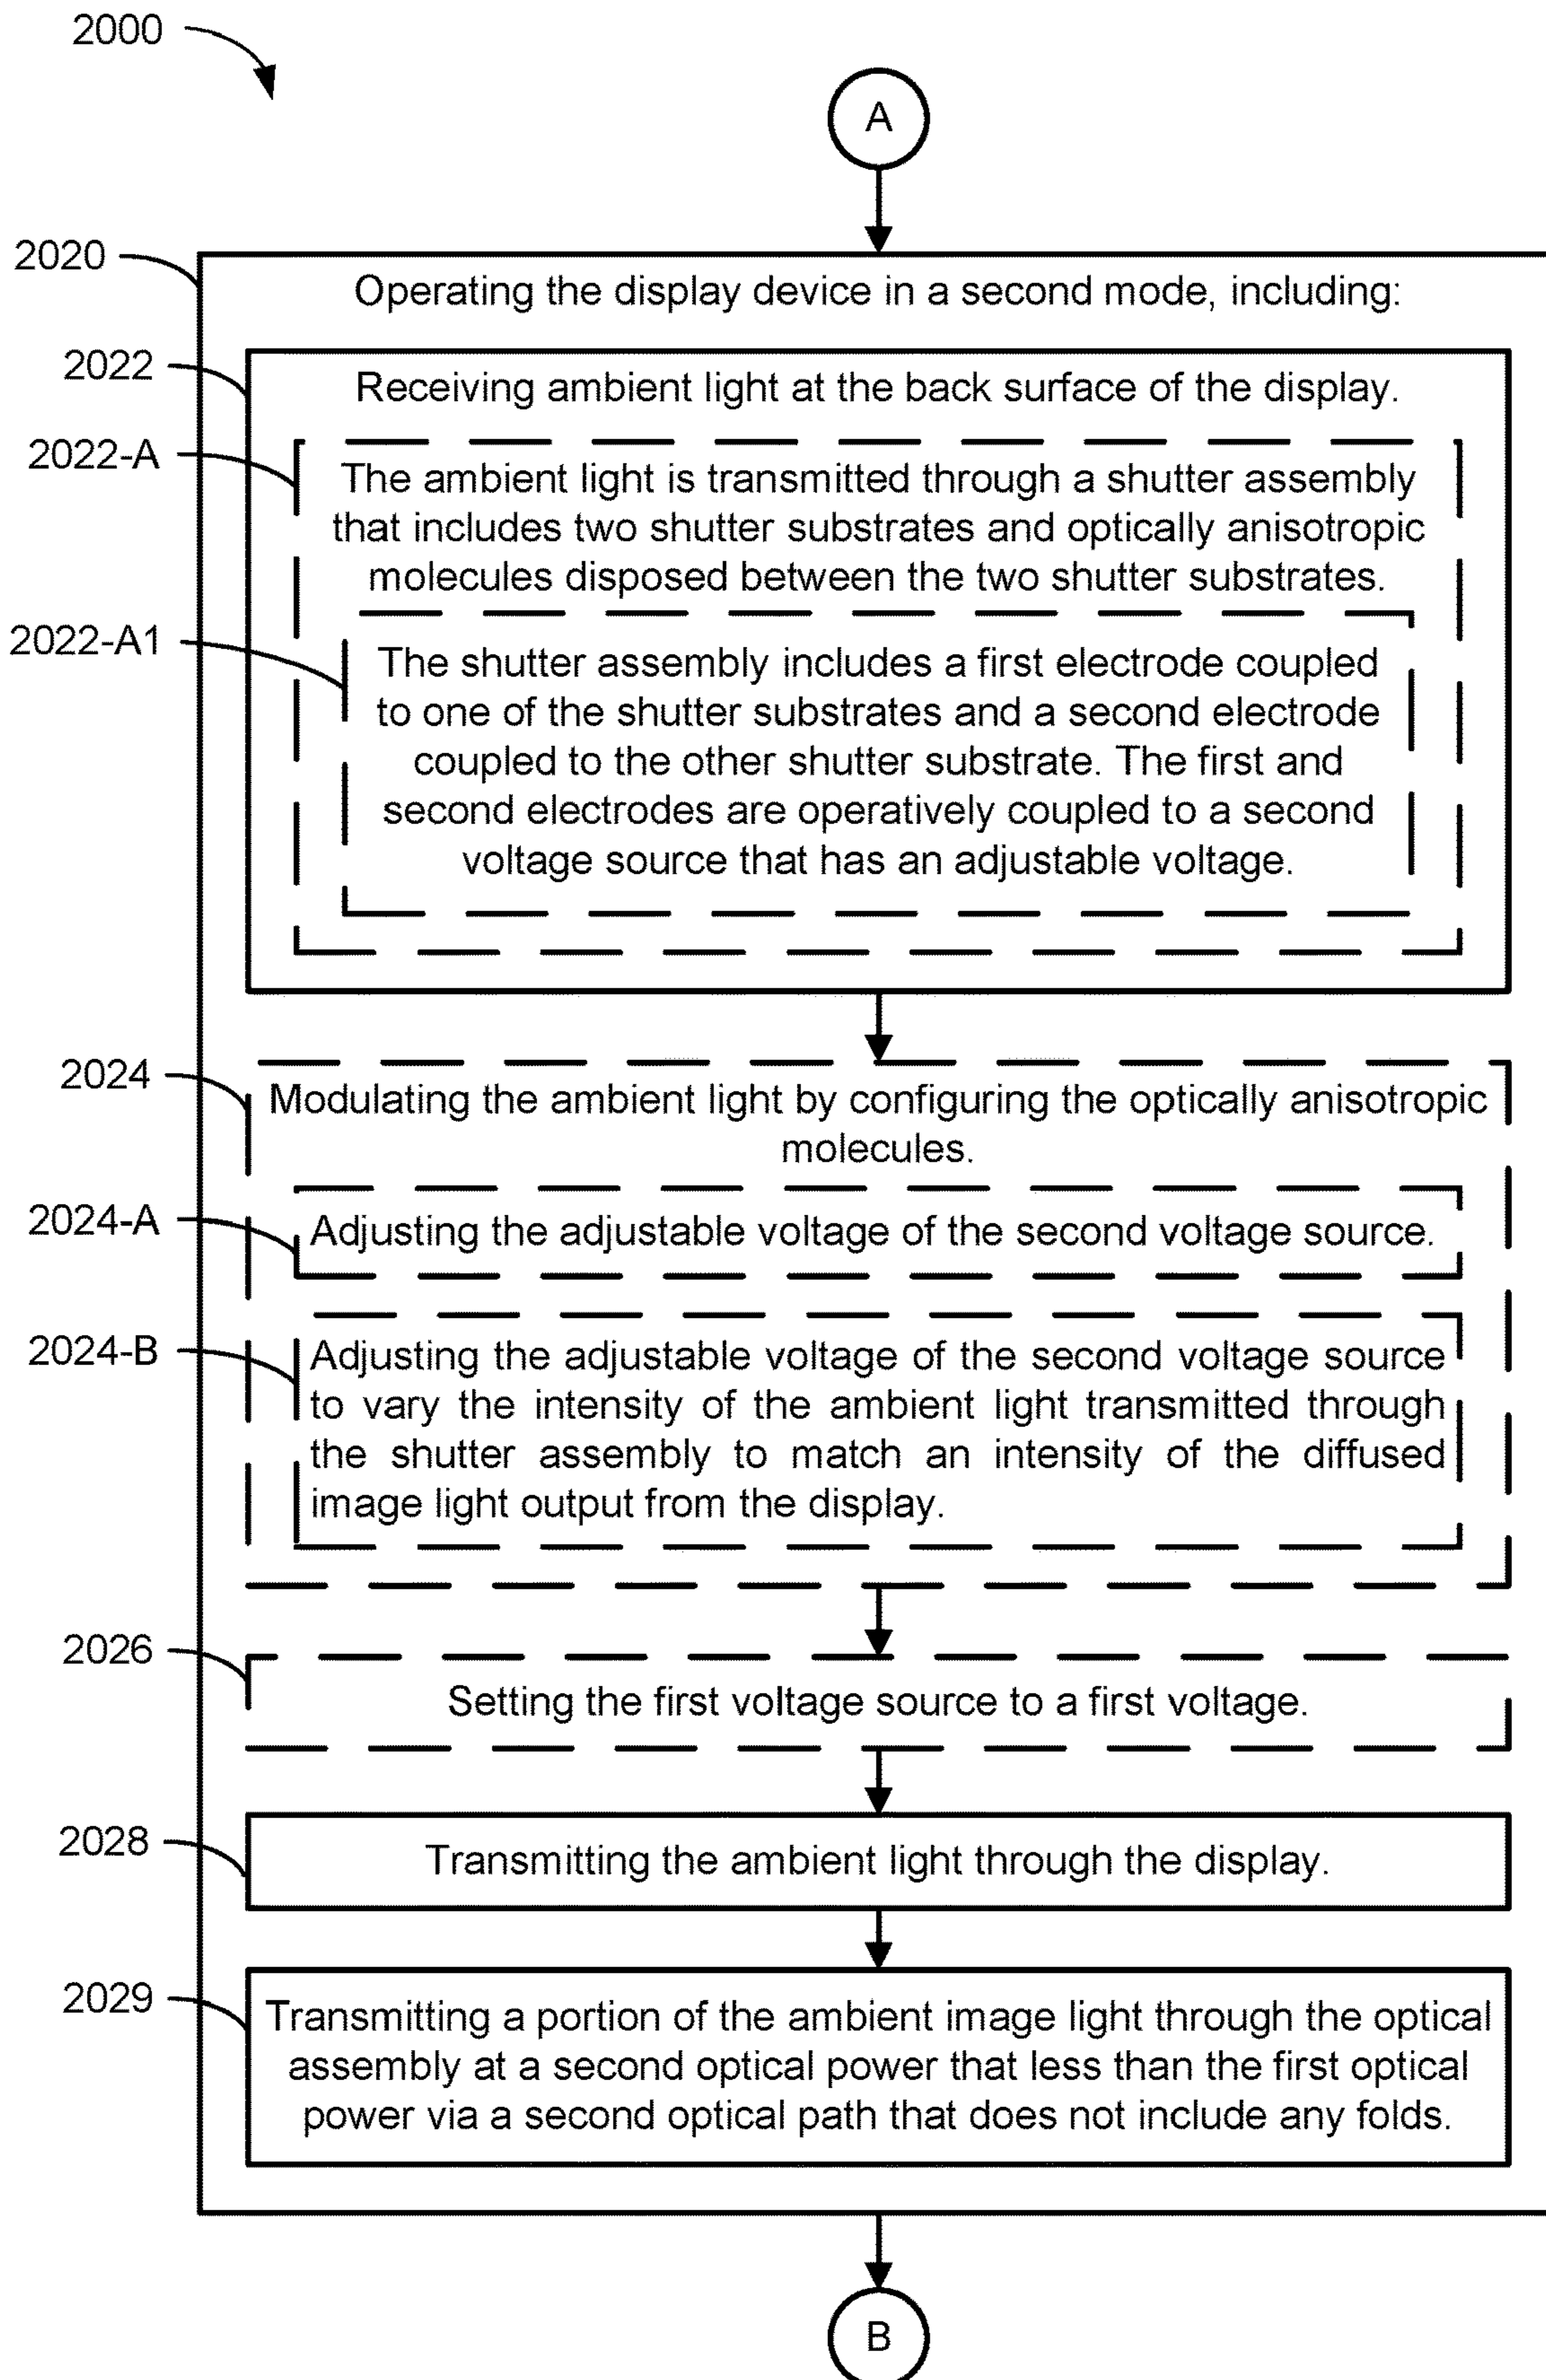 2000
A
2020
Operating the display device in a second mode, including:
2022
Receiving ambient light at the back surface of the display.
2022-A
The ambient light is transmitted through a shutter assembly
that includes two shutter substrates and optically anisotropic
molecules disposed between the two shutter substrates.
2022-A1
The shutter assembly includes a first electrode coupled
to one of the shutter substrates and a second electrode
coupled to the other shutter substrate. The first and
second electrodes are operatively coupled to a second
voltage source that has an adjustable voltage.
2024
Modulating the ambient light by configuring the optically anisotropic
molecules.
2024-A
Adjusting the adjustable voltage of the second voltage source.
2024-B
Adjusting the adjustable voltage of the second voltage source
to vary the intensity of the ambient light transmitted through
the shutter assembly to match an intensity of the diffused
image light output from the display.
2026
Setting the first voltage source to a first voltage.
2028
Transmitting the ambient light through the display.
2029
Transmitting a portion of the ambient image light through the optical
assembly at a second optical power that less than the first optical
power via a second optical path that does not include any folds.
B